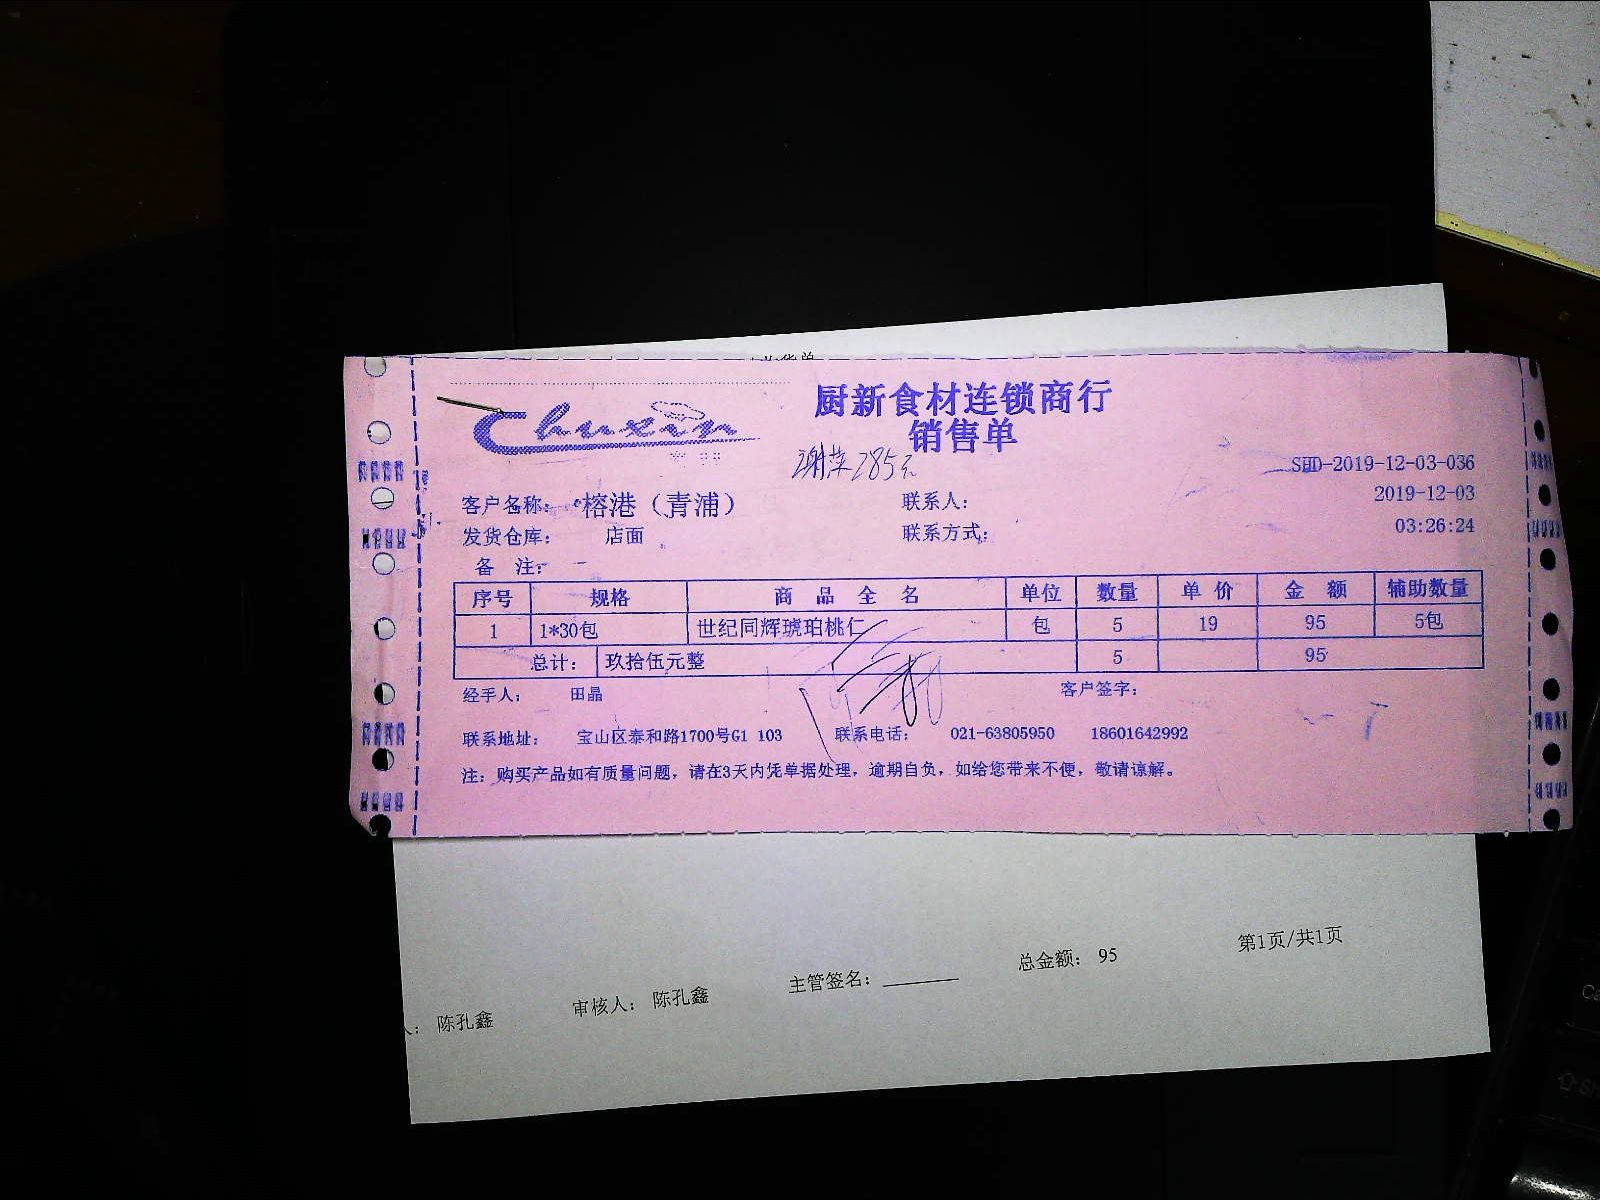 Chuxin
厨新食材连锁商行
销售单
285元
SHD-2019-12-03-036
客户名称: 榕港（青浦） 联系人: 2019-12-03
发货仓库: 店面 联系方式: 03:26:24
备 注:
序号 规格 商品全名 单位 数量 单价 金额 辅助数量
1 1*30包 世纪同辉琥珀桃仁 包 5 19 95 5包
总计: 玖拾伍元整 5 95
经手人: 田晶 客户签字:
联系地址: 宝山区泰和路1700号G1 103 联系电话: 021-63805950 18601642992
注: 购买产品如有质量问题, 请在3天内凭单据处理, 逾期自负, 如给您带来不便, 敬请谅解。
陈孔鑫 审核人: 陈孔鑫 主管签名: 总金额: 95 第1页/共1页